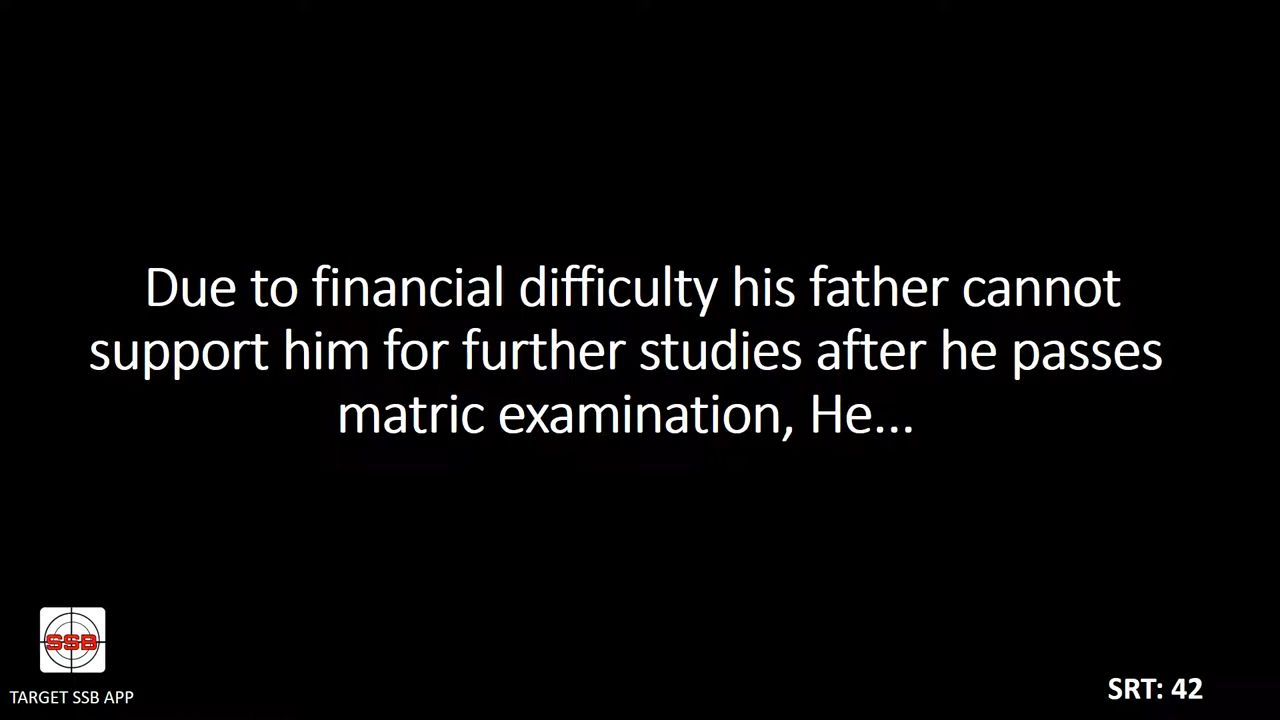 Due to financial difficulty his father cannot
support him for further studies after he passes
matric examination, He...
SSB
TARGET SSB APP
SRT: 42